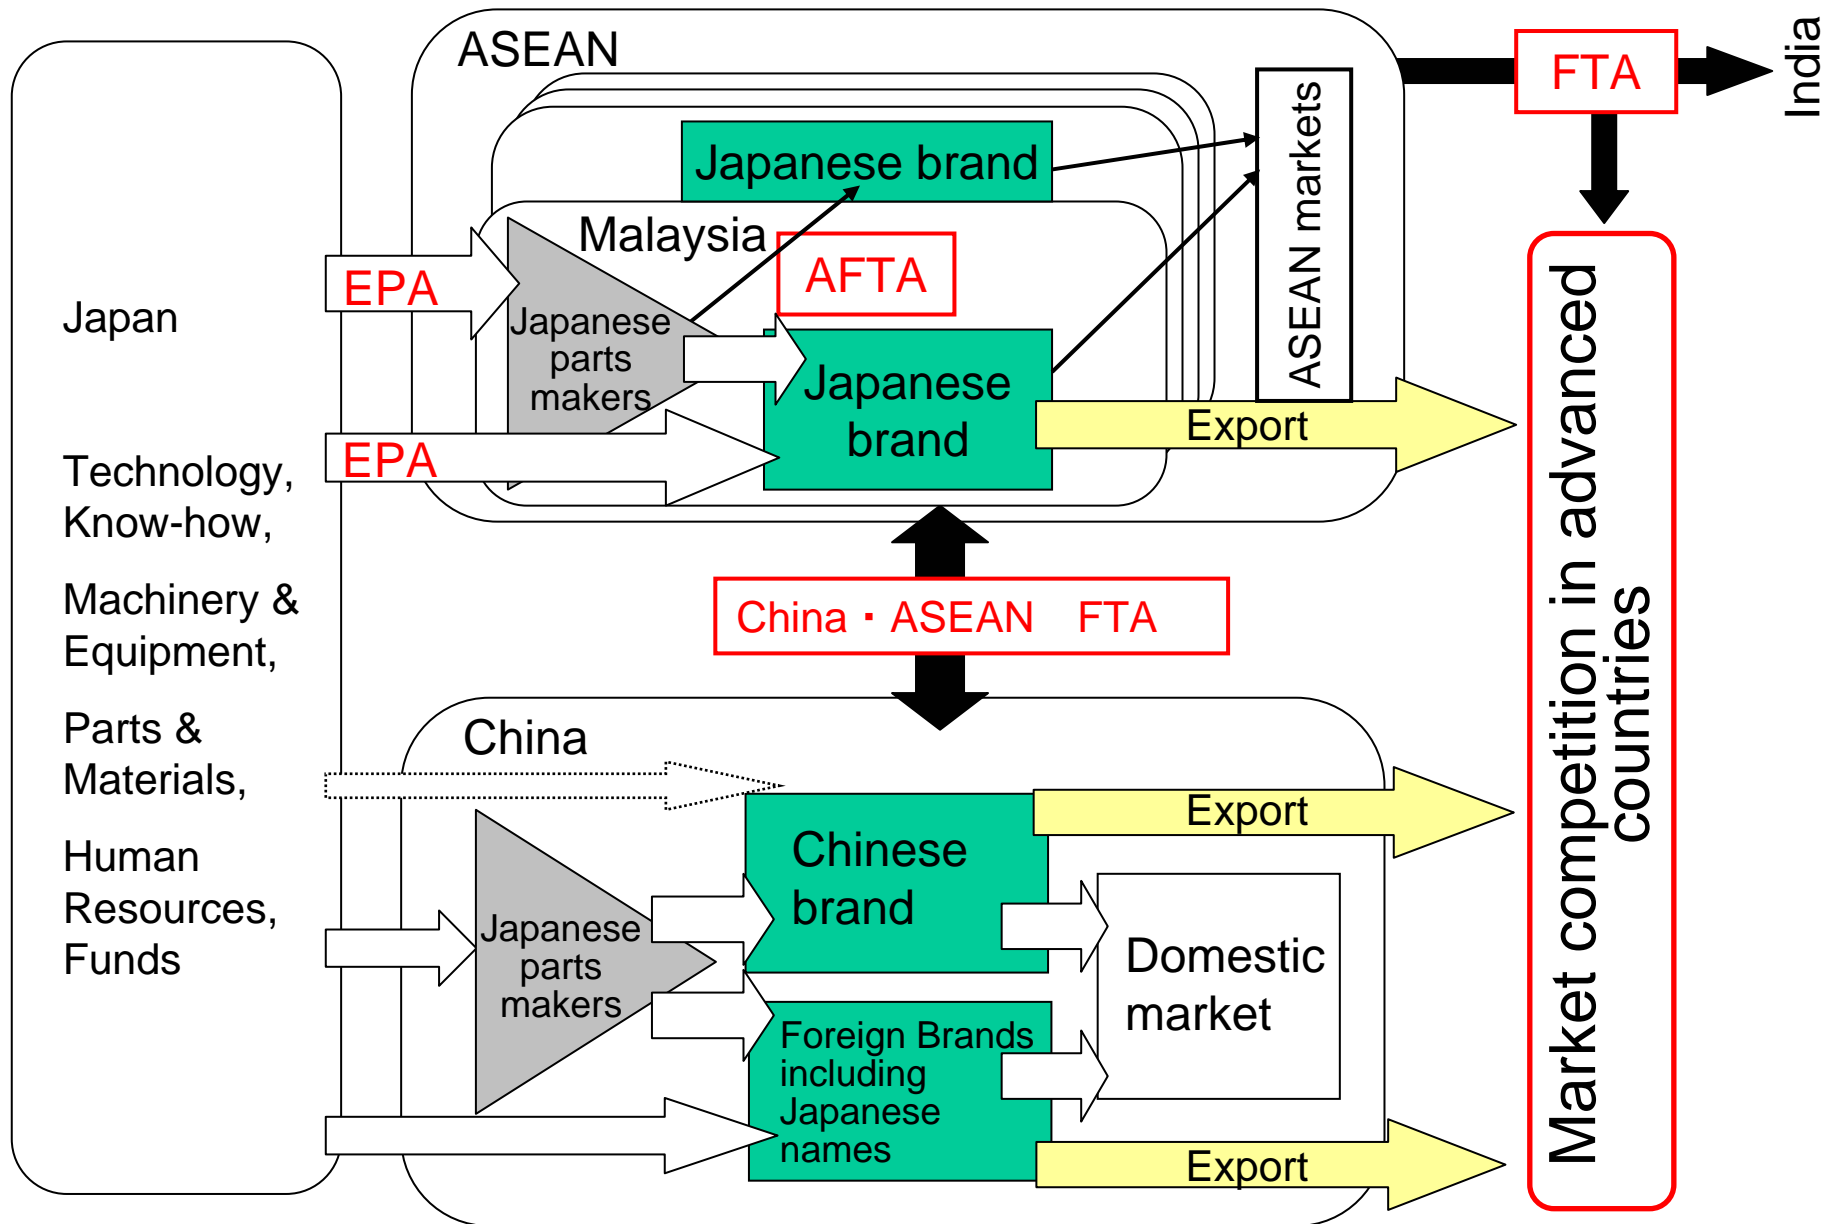 Japan
Technology,
Know-how,
Machinery &
Equipment,
Parts &
Materials,
Human
Resources,
Funds
ASEAN
Japanese brand
Malaysia
AFTA
EPA
Japanese
parts
makers
Japanese
brand
EPA
Export
ASEAN markets
FTA
India
China・ASEAN　FTA
China
Chinese
brand
Export
Japanese
parts
makers
Domestic
market
Foreign Brands
including
Japanese
names
Export
Market competition in advanced
countries